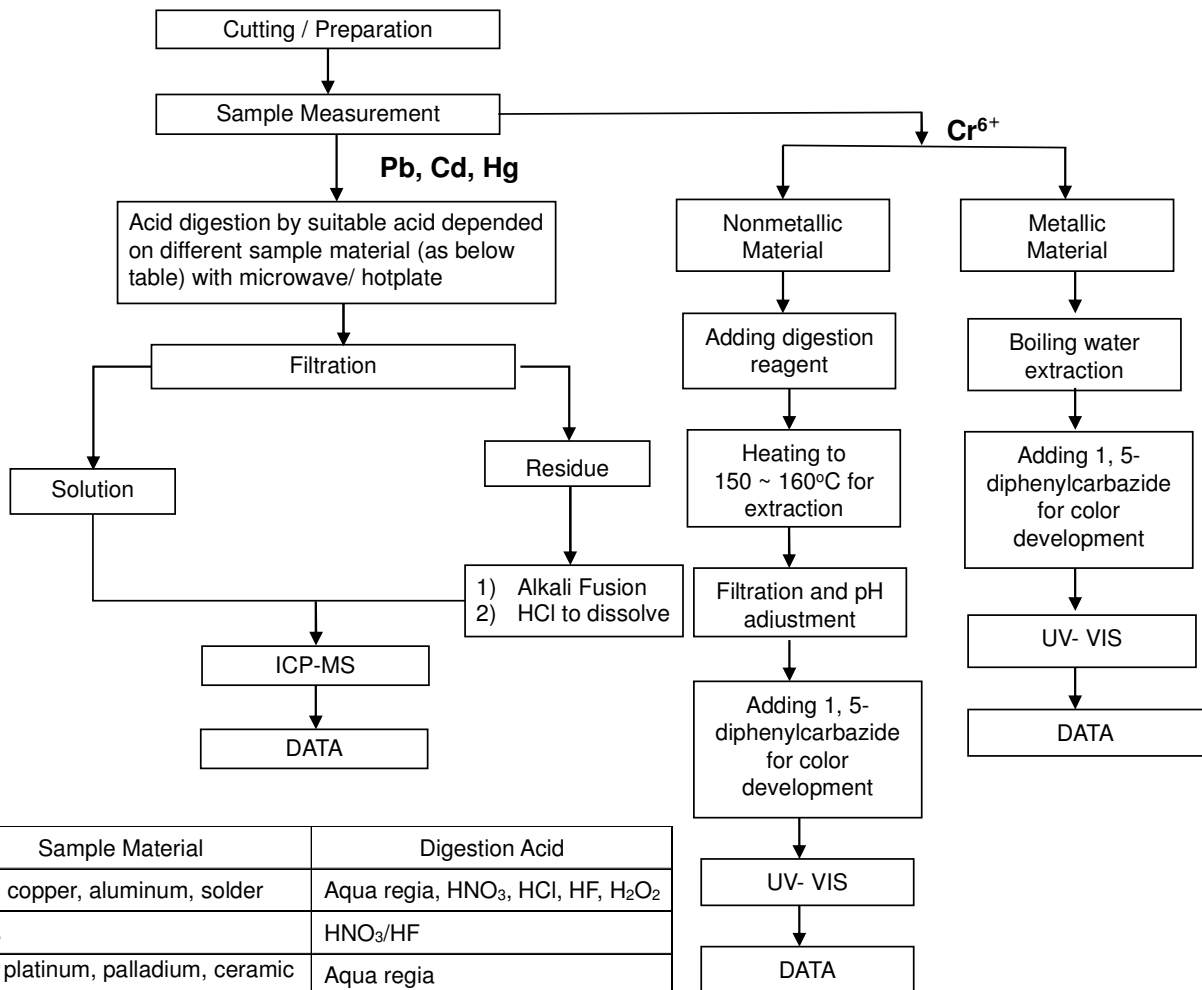 Cutting / Preparation
Sample Measurement
Cr⁶⁺
Pb, Cd, Hg
Acid digestion by suitable acid depended
on different sample material (as below
table) with microwave/ hotplate
Nonmetallic
Material
Metallic
Material
Filtration
Adding digestion
reagent
Boiling water
extraction
Solution
Residue
Heating to
150 ~ 160ºC for
extraction
Adding 1, 5-
diphenylcarbazide
for color
development
1) Alkali Fusion
2) HCl to dissolve
Filtration and pH
adiustment
ICP-MS
UV- VIS
DATA
Adding 1, 5-
diphenylcarbazide
for color
development
DATA
UV- VIS
DATA
Sample Material Digestion Acid
copper, aluminum, solder Aqua regia, HNO₃, HCl, HF, H₂O₂
HNO₃/HF
platinum, palladium, ceramic Aqua regia